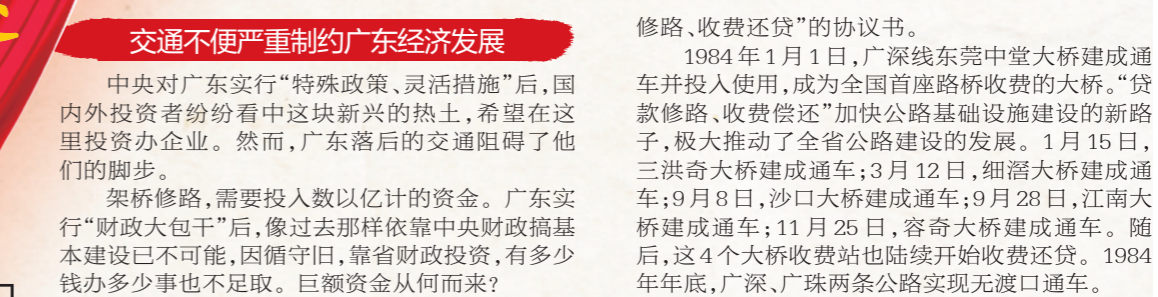 交通不便严重制约广东经济发展
中央对广东实行“特殊政策、灵活措施”后,国
内外投资者纷纷看中这块新兴的热土,希望在这
里投资办企业。然而,广东落后的交通阻碍了他
们的脚步。
架桥修路,需要投入数以亿计的资金。广东实
行“财政大包干”后,像过去那样依靠中央财政搞基
本建设已不可能,因循守旧,靠省财政投资,有多少
钱办多少事也不足取。巨额资金从何而来?
修路、收费还贷”的协议书。
1984年1月1日,广深线东莞中堂大桥建成通
车并投入使用,成为全国首座路桥收费的大桥。“贷
款修路、收费偿还”加快公路基础设施建设的新路
子,极大推动了全省公路建设的发展。1月15日,
三洪奇大桥建成通车;3月12日,细滘大桥建成通
车;9月8日,沙口大桥建成通车;9月28日,江南大
桥建成通车;11月25日,容奇大桥建成通车。随
后,这4个大桥收费站也陆续开始收费还贷。1984
年年底,广深、广珠两条公路实现无渡口通车。